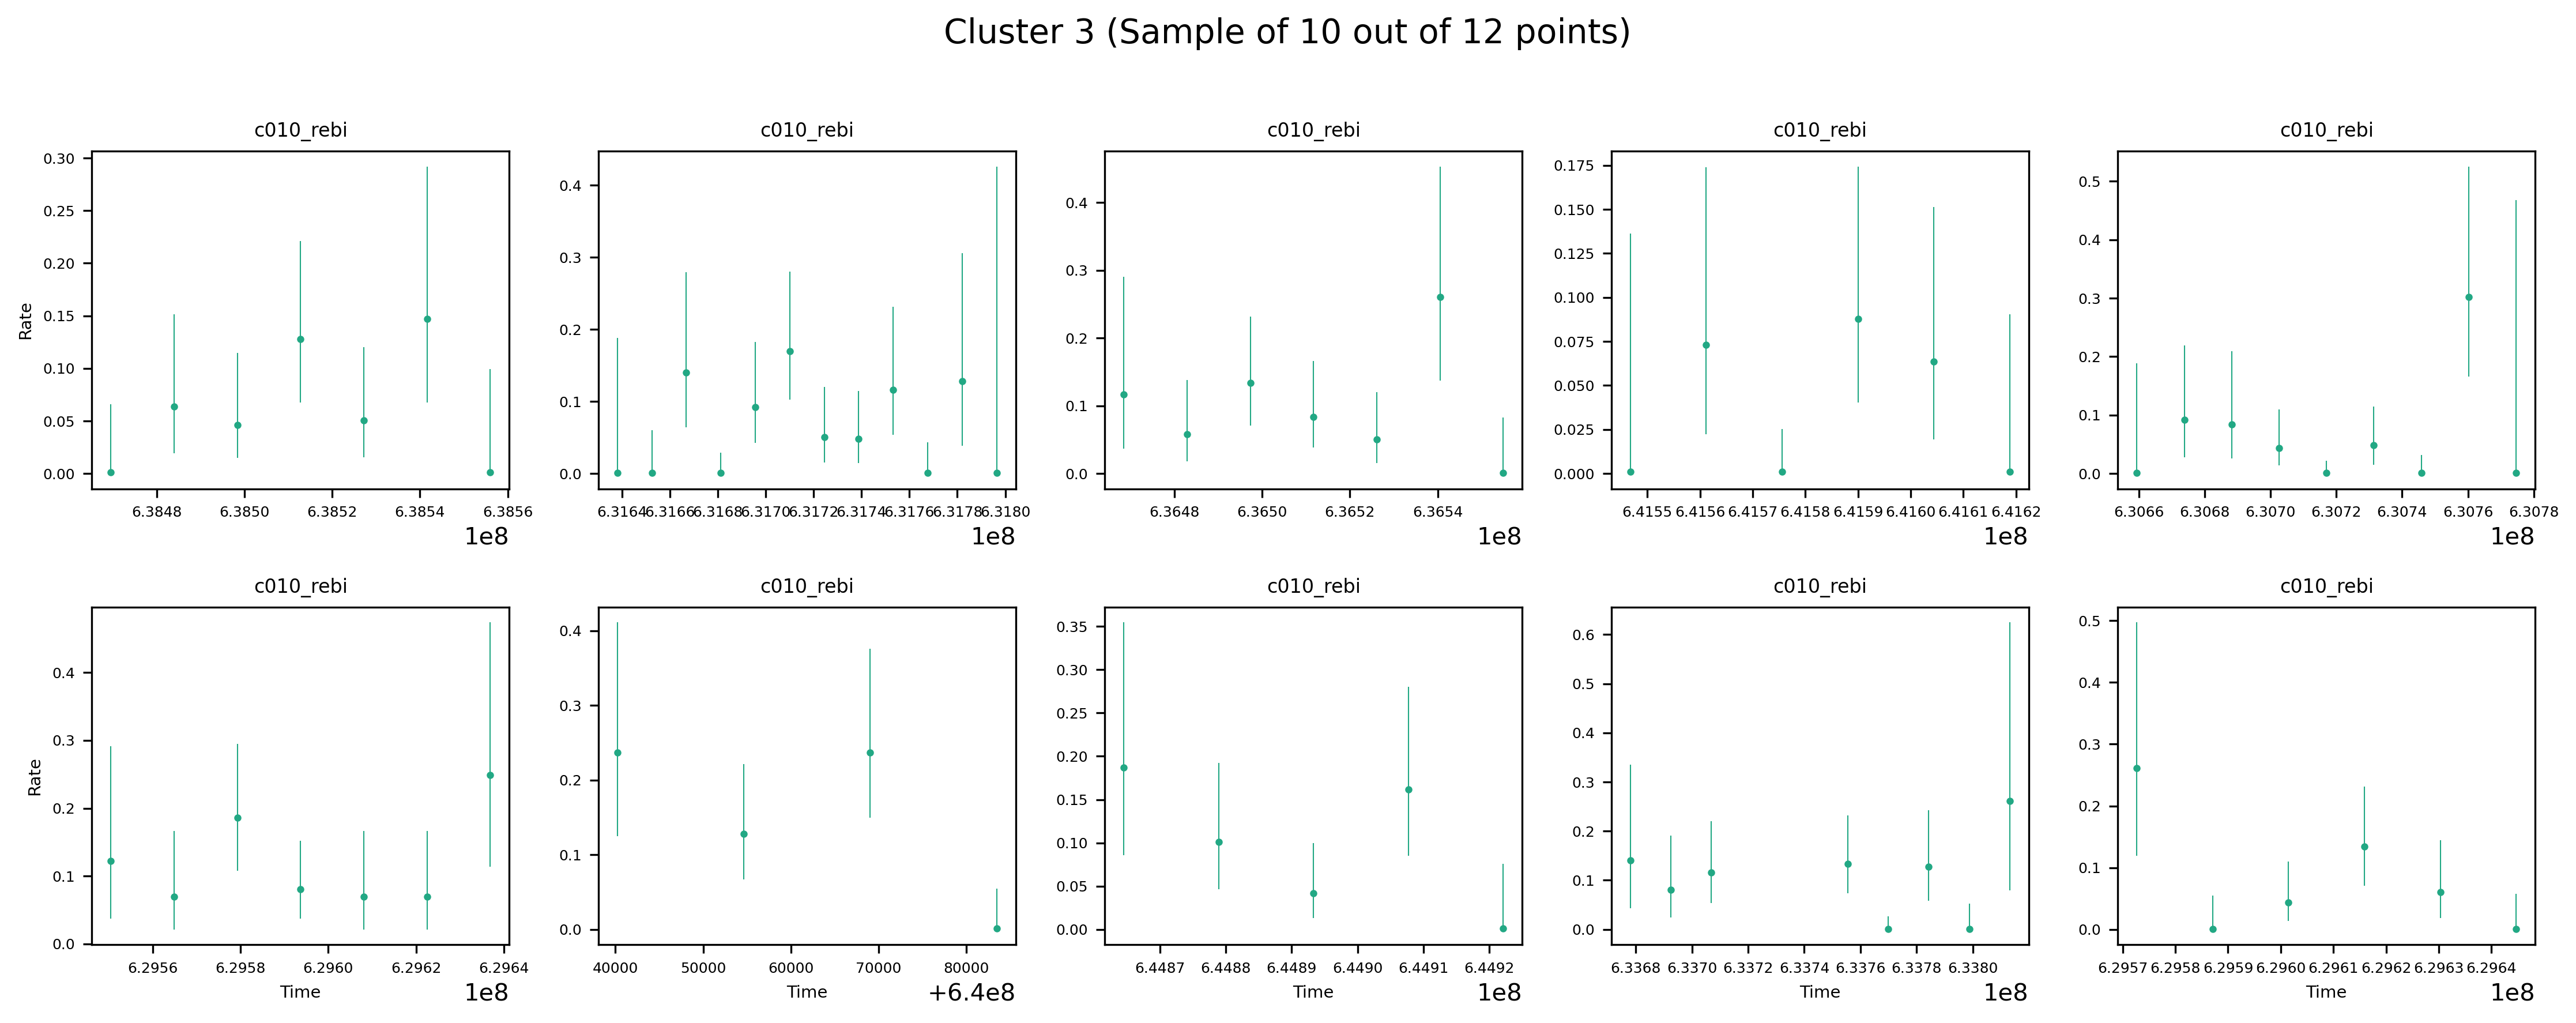 Cluster 3 (Sample of 10 out of 12 points)
c010_rebi c010_rebi c010_rebi c010_rebi c010_rebi
Rate
0.30
0.25
0.20
0.15
0.10
0.05
0.00
6.3848 6.3850 6.3852 6.3854 6.3856
1e8
0.4
0.3
0.2
0.1
0.0
6.3164 6.3166 6.3168 6.3170 6.3172 6.3174 6.3176 6.3178 6.3180
1e8
0.4
0.3
0.2
0.1
0.0
6.3648 6.3650 6.3652 6.3654
1e8
0.175
0.150
0.125
0.100
0.075
0.050
0.025
0.000
6.4155 6.4156 6.4157 6.4158 6.4159 6.4160 6.4161 6.4162
1e8
0.5
0.4
0.3
0.2
0.1
0.0
6.3066 6.3068 6.3070 6.3072 6.3074 6.3076 6.3078
1e8
c010_rebi c010_rebi c010_rebi c010_rebi c010_rebi
Rate
0.4
0.3
0.2
0.1
0.0
6.2956 6.2958 6.2960 6.2962 6.2964
Time
1e8
0.4
0.3
0.2
0.1
0.0
40000 50000 60000 70000 80000
Time
+6.4e8
0.35
0.30
0.25
0.20
0.15
0.10
0.05
0.00
6.4487 6.4488 6.4489 6.4490 6.4491 6.4492
Time
1e8
0.6
0.5
0.4
0.3
0.2
0.1
0.0
6.3368 6.3370 6.3372 6.3374 6.3376 6.3378 6.3380
Time
1e8
0.5
0.4
0.3
0.2
0.1
0.0
6.2957 6.2958 6.2959 6.2960 6.2961 6.2962 6.2963 6.2964
Time
1e8